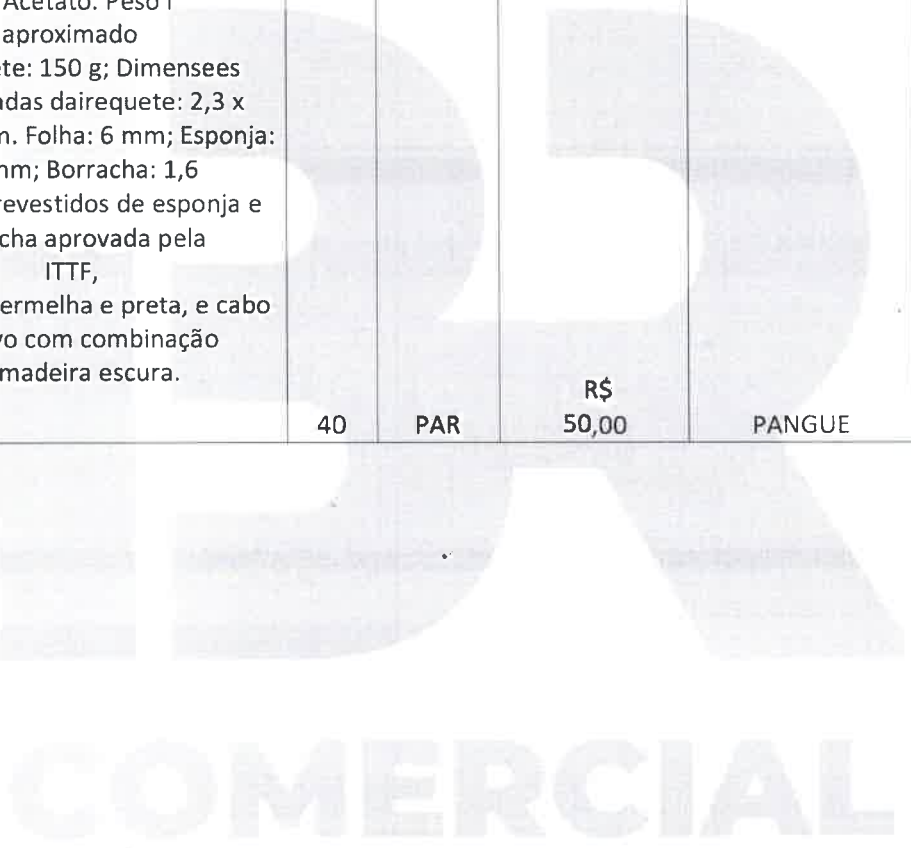 Acetato. Peso
aproximado
ete: 150 g; Dimensees
adas dairequete: 2,3 x
m. Folha: 6 mm; Esponja:
mm; Borracha: 1,6
revestidos de esponja e
cha aprovada pela
ITTF,
ermelha e preta, e cabo
vo com combinação
madeira escura.
R$
40 PAR 50,00 PANGUE
BR
COMERCIAL